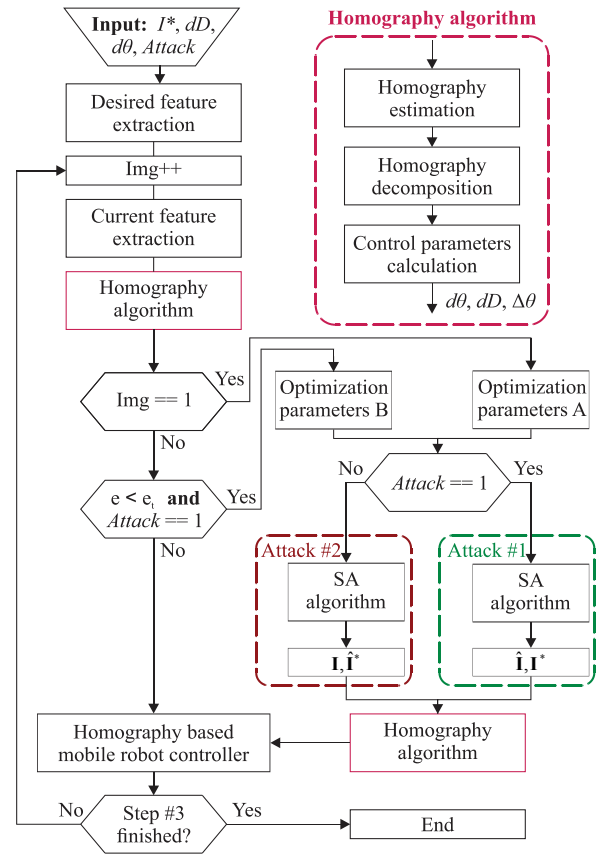 Input: I*, dD,
dθ, Attack
Desired feature
extraction
Img++
Current feature
extraction
Homography
algorithm
Img == 1
Yes
No
e < eₜ and
Attack == 1
Yes
No
Homography algorithm
Homography
estimation
Homography
decomposition
Control parameters
calculation
dθ, dD, Δθ
Optimization
parameters B
Optimization
parameters A
No
Attack == 1
Yes
Attack #2
SA
algorithm
I, Î*
Attack #1
SA
algorithm
Î, I*
Homography
algorithm
Homography based
mobile robot controller
No
Step #3
finished?
Yes
End